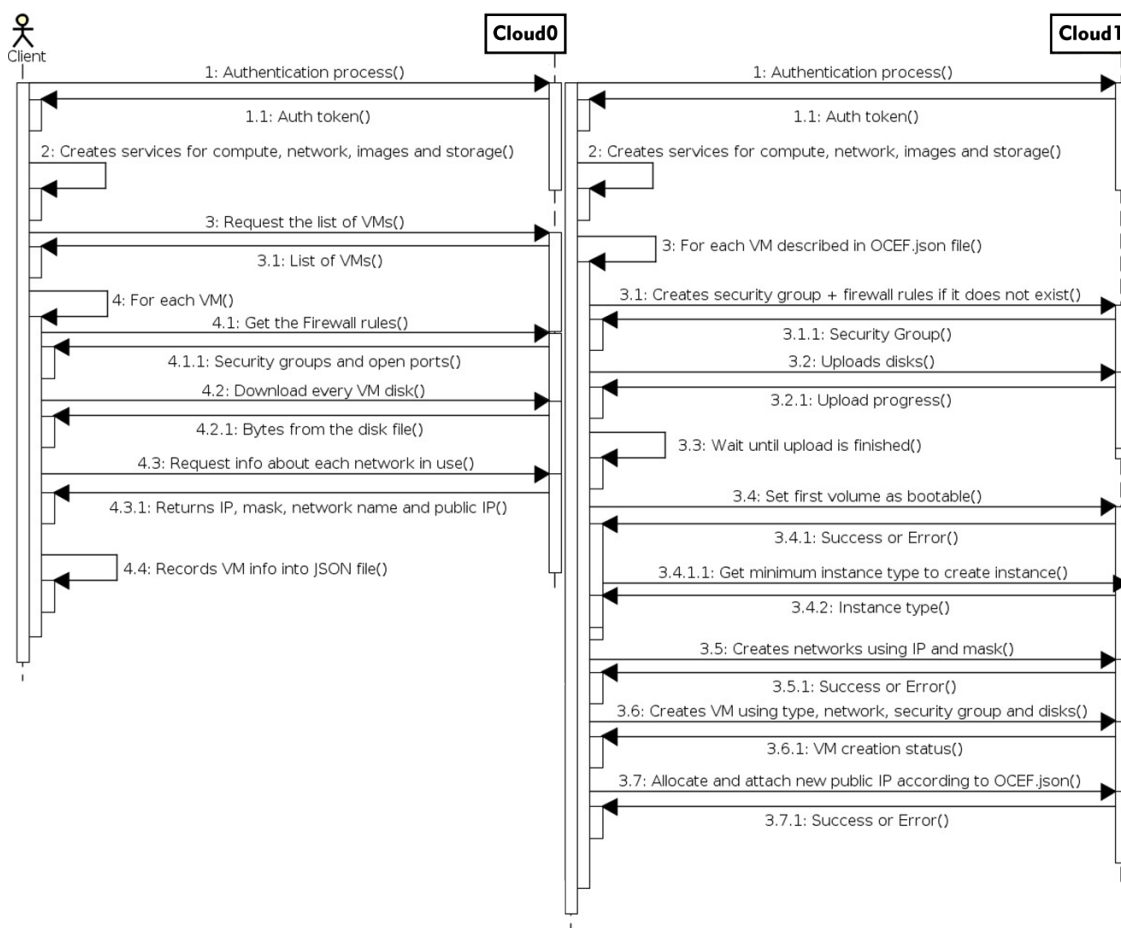 Client
Cloud0
1: Authentication process()
1.1: Auth token()
2: Creates services for compute, network, images and storage()
3: Request the list of VMs()
3.1: List of VMs()
4: For each VM()
4.1: Get the Firewall rules()
4.1.1: Security groups and open ports()
4.2: Download every VM disk()
4.2.1: Bytes from the disk file()
4.3: Request info about each network in use()
4.3.1: Returns IP, mask, network name and public IP()
4.4: Records VM info into JSON file()
Cloud1
1: Authentication process()
1.1: Auth token()
2: Creates services for compute, network, images and storage()
3: For each VM described in OCEF.json file()
3.1: Creates security group + firewall rules if it does not exist()
3.1.1: Security Group()
3.2: Uploads disks()
3.2.1: Upload progress()
3.3: Wait until upload is finished()
3.4: Set first volume as bootable()
3.4.1: Success or Error()
3.4.1.1: Get minimum instance type to create instance()
3.4.2: Instance type()
3.5: Creates networks using IP and mask()
3.5.1: Success or Error()
3.6: Creates VM using type, network, security group and disks()
3.6.1: VM creation status()
3.7: Allocate and attach new public IP according to OCEF.json()
3.7.1: Success or Error()